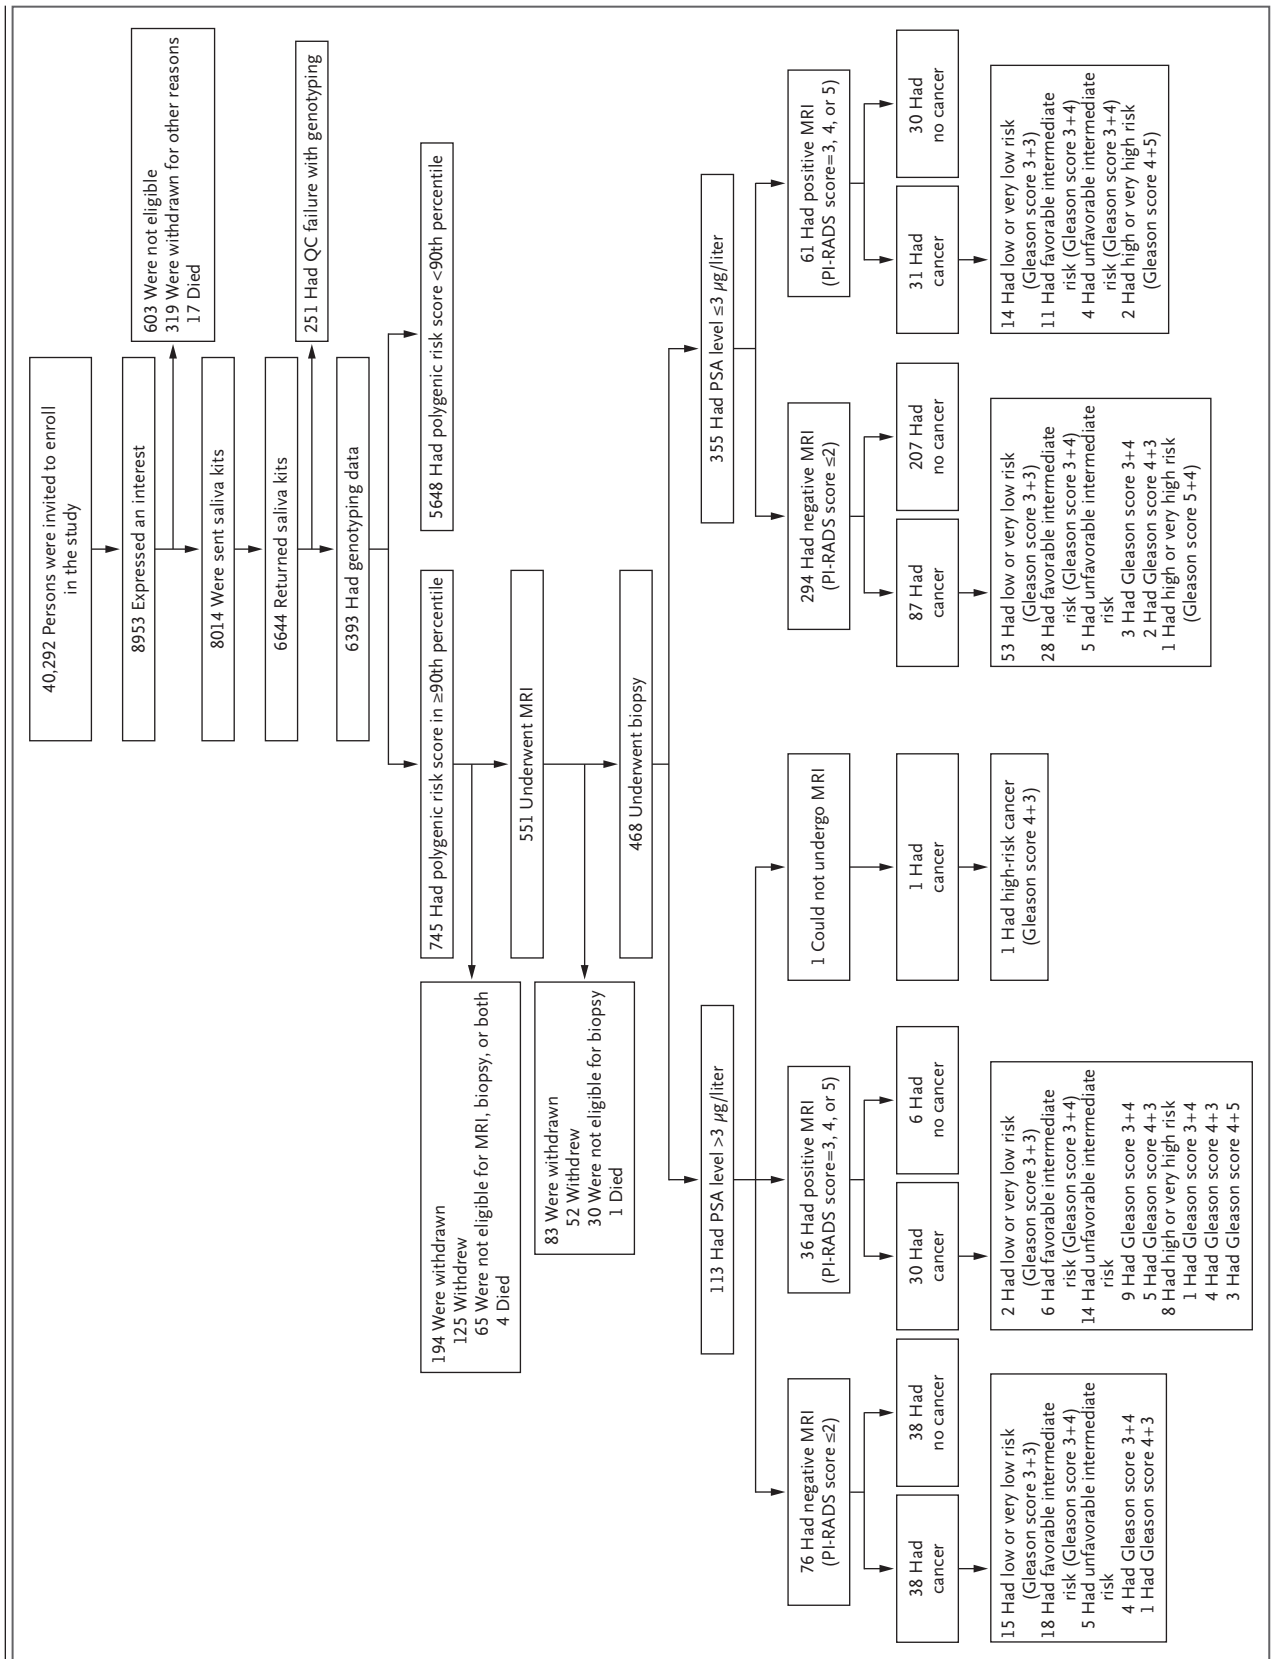 40,292 Persons were invited to enroll
in the study
8953 Expressed an interest
603 Were not eligible
319 Were withdrawn for other reasons
17 Died
8014 Were sent saliva kits
6644 Returned saliva kits
251 Had QC failure with genotyping
6393 Had genotyping data
745 Had polygenic risk score in ≥90th percentile
5648 Had polygenic risk score <90th percentile
194 Were withdrawn
125 Withdrew
65 Were not eligible for MRI, biopsy, or both
4 Died
551 Underwent MRI
83 Were withdrawn
52 Withdrew
30 Were not eligible for biopsy
1 Died
468 Underwent biopsy
113 Had PSA level >3 μg/liter
355 Had PSA level ≤3 μg/liter
76 Had negative MRI
(PI-RADS score ≤2)
36 Had positive MRI
(PI-RADS score=3, 4, or 5)
1 Could not undergo MRI
294 Had negative MRI
(PI-RADS score ≤2)
61 Had positive MRI
(PI-RADS score=3, 4, or 5)
38 Had
cancer
38 Had
no cancer
30 Had
cancer
6 Had
no cancer
1 Had
cancer
87 Had
cancer
207 Had
no cancer
31 Had
cancer
30 Had
no cancer
15 Had low or very low risk
(Gleason score 3+3)
18 Had favorable intermediate
risk (Gleason score 3+4)
5 Had unfavorable intermediate
risk
4 Had Gleason score 3+4
1 Had Gleason score 4+3
2 Had low or very low risk
(Gleason score 3+3)
6 Had favorable intermediate
risk (Gleason score 3+4)
14 Had unfavorable intermediate
risk
9 Had Gleason score 3+4
5 Had Gleason score 4+3
8 Had high or very high risk
1 Had Gleason score 3+4
4 Had Gleason score 4+3
3 Had Gleason score 4+5
1 Had high-risk cancer
(Gleason score 4+3)
53 Had low or very low risk
(Gleason score 3+3)
28 Had favorable intermediate
risk (Gleason score 3+4)
5 Had unfavorable intermediate
risk
3 Had Gleason score 3+4
2 Had Gleason score 4+3
1 Had high or very high risk
(Gleason score 5+4)
14 Had low or very low risk
(Gleason score 3+3)
11 Had favorable intermediate
risk (Gleason score 3+4)
4 Had unfavorable intermediate
risk (Gleason score 3+4)
2 Had high or very high risk
(Gleason score 4+5)